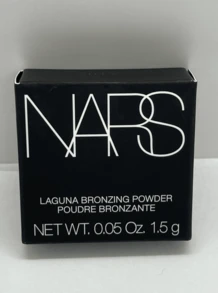 NARS
LAGUNA BRONZING POWDER
POUDRE BRONZANTE
NET WT. 0.05 Oz. 1.5 g